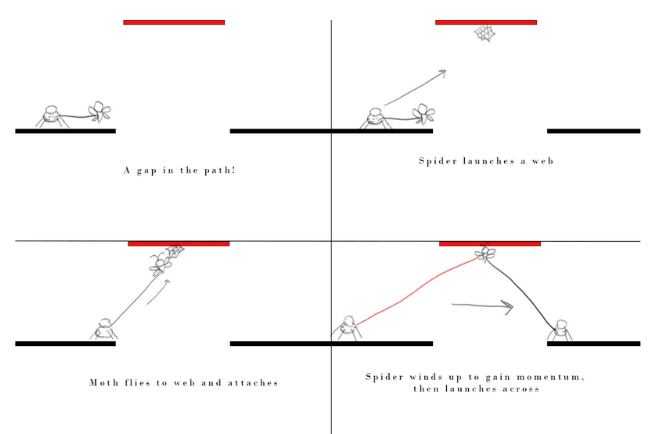 A gap in the path!
Spider launches a web
Moth flies to web and attaches
Spider winds up to gain momentum,
then launches across